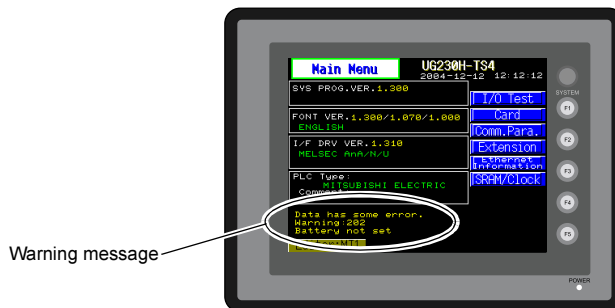 Main Menu
UG230H-TS4
2004-12-12 12:12:12
SYS PROG.VER.1.300
FONT VER.1.300/1.070/1.000
ENGLISH
I/F DRV VER.1.310
MELSEC AnA/N/U
PLC Type:
MITSUBISHI ELECTRIC
Data has some error.
Warning:202
Battery not set
I/O Test
Card
Comm.Para.
Extension
Ethernet
Information
SRAM/Clock
SYSTEM
F1
F2
F3
F4
F5
POWER
Warning message